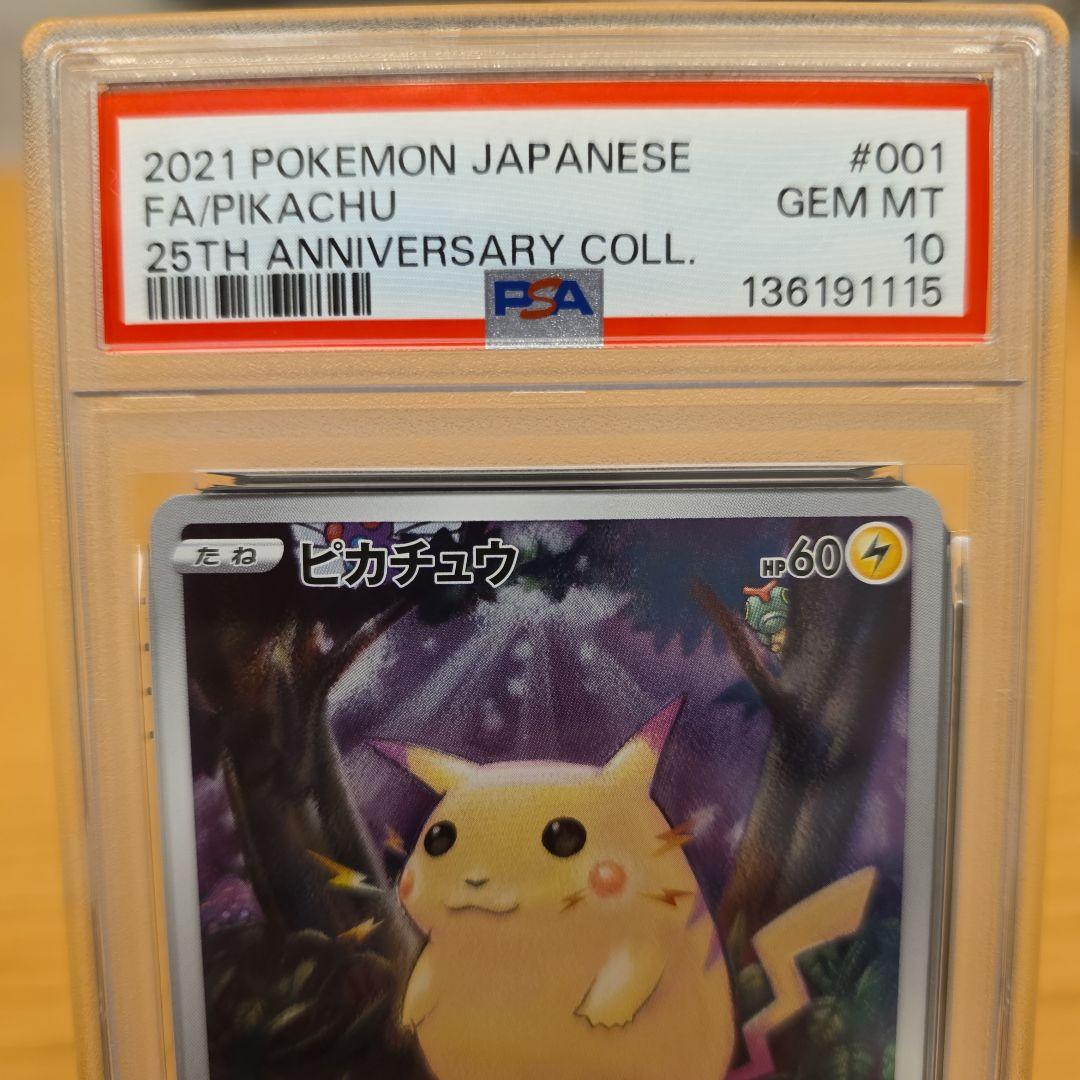 2021 POKEMON JAPANESE #001
FA/PIKACHU GEM MT
25TH ANNIVERSARY COLL. 10
PSA 136191115
たね ピカチュウ HP60